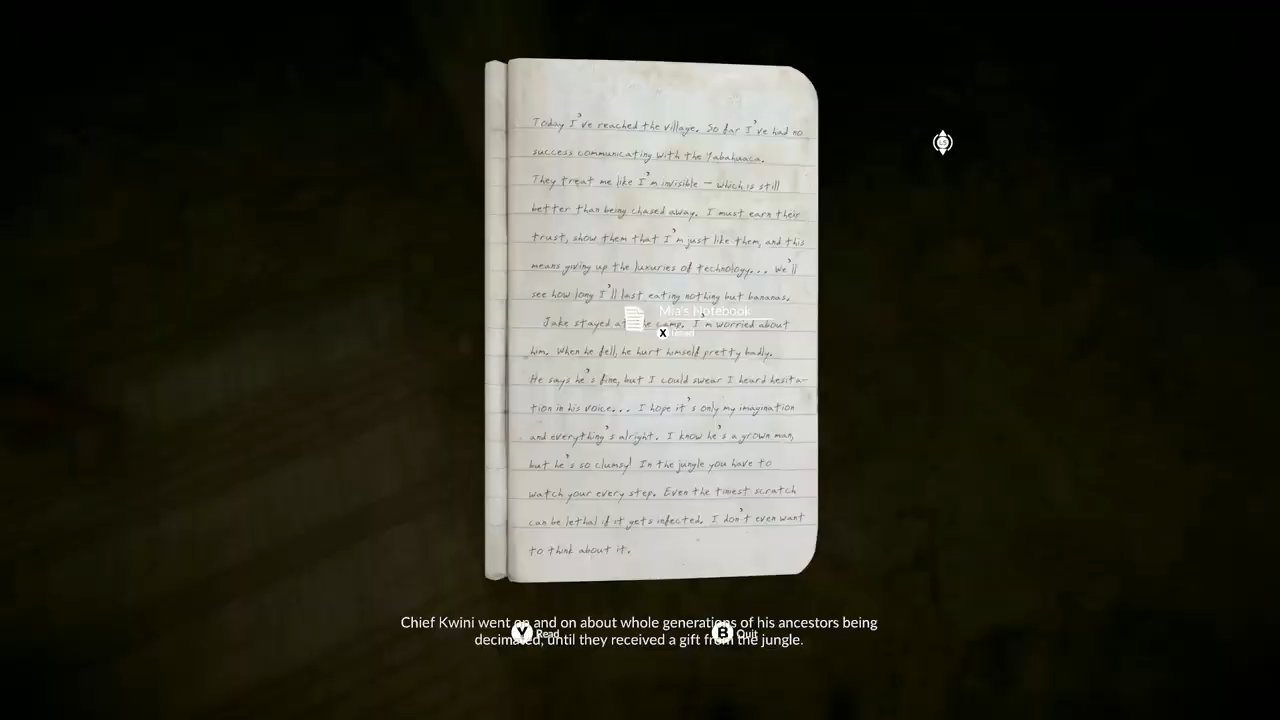 Today I've reached the village. So far I've had no
success communicating with the Yabahuaca.
They treat me like I'm invisible – which is still
better than being chased away. I must earn their
trust, show them that I'm just like them, and this
means giving up the luxuries of technology... We'll
see how long I'll last eating nothing but bananas.
Mia's Notebook
Jake stayed at the camp. I'm worried about
X
him. When he fell, he hurt himself pretty badly.
He says he's fine, but I could swear I heard hesita-
tion in his voice... I hope it's only my imagination
and everything's alright. I know he's a grown man,
but he's so clumsy! In the jungle you have to
watch your every step. Even the tiniest scratch
can be lethal if it gets infected. I don't even want
to think about it.
LS
Chief Kwini went on and on about whole generations of his ancestors being
Y Read
B Quit
decimated, until they received a gift from the jungle.